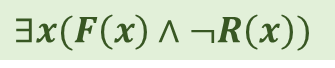 ∃x(F(x) ∧ ¬R(x))